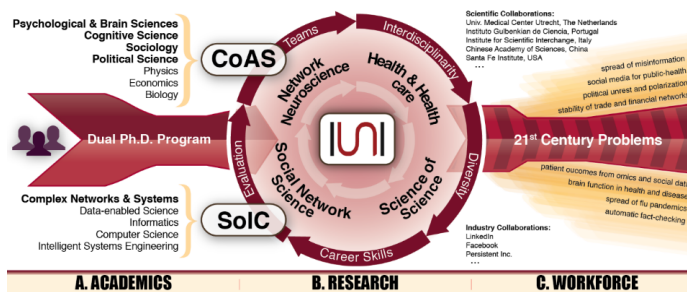 Psychological & Brain Sciences
Cognitive Science
Sociology
Political Science
Physics
Economics
Biology
CoAS
Dual Ph.D. Program
Complex Networks & Systems
Data-enabled Science
Informatics
Computer Science
Intelligent Systems Engineering
SoIC
Teams
Interdisciplinarity
Diversity
Career Skills
Evaluation
Network
Neuroscience
Health & Health
care
Science of
Science
Social Network
Science
Scientific Collaborations:
Univ. Medical Center Utrecht, The Netherlands
Instituto Gulbenkian de Ciencia, Portugal
Institute for Scientific Interchange, Italy
Chinese Academy of Sciences, China
Santa Fe Institute, USA
...
spread of misinformation
social media for public-health
political unrest and polarization
stability of trade and financial networks
21st Century Problems
patient outcomes from omics and social data
brain function in health and disease
spread of flu pandemics
automatic fact-checking
Industry Collaborations:
LinkedIn
Facebook
Persistent Inc.
...
A. ACADEMICS
B. RESEARCH
C. WORKFORCE